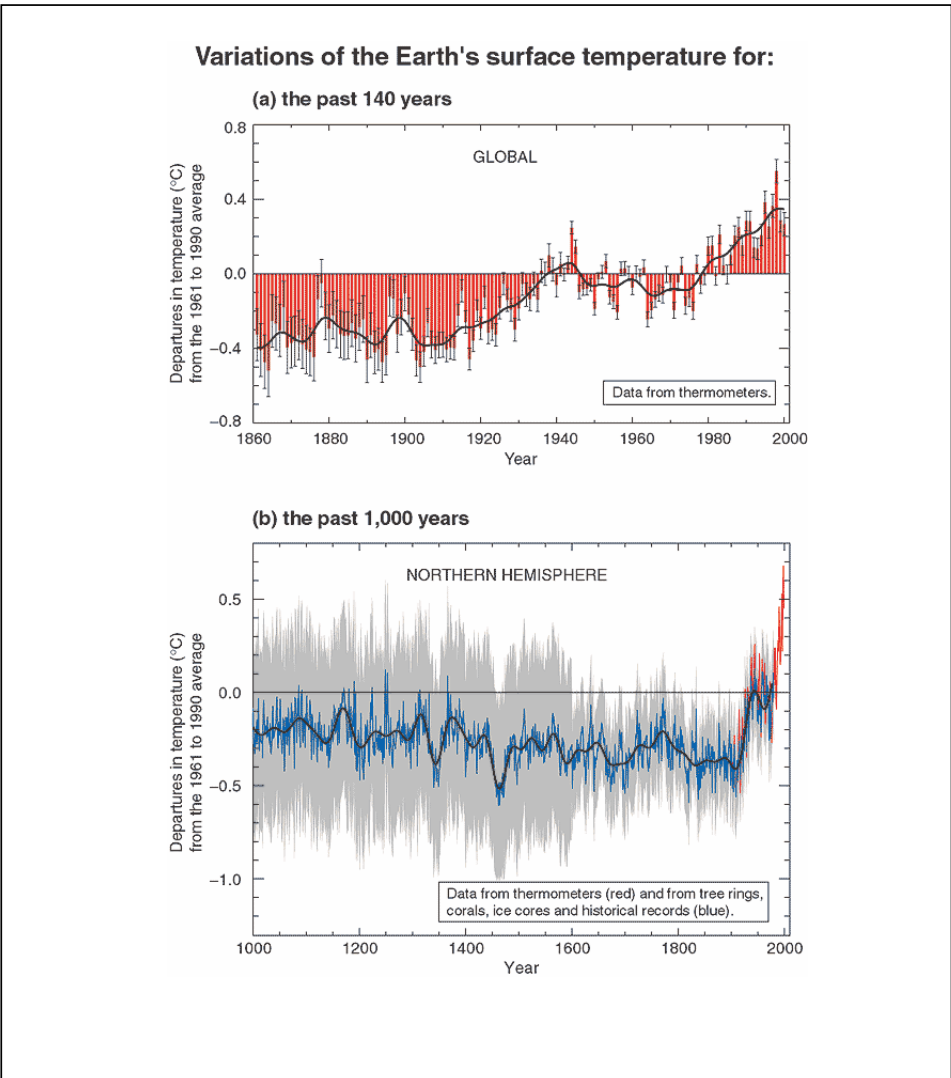 Variations of the Earth's surface temperature for:
(a) the past 140 years
GLOBAL
Departures in temperature (°C)
from the 1961 to 1990 average
0.8
0.4
0.0
−0.4
−0.8
Data from thermometers.
1860 1880 1900 1920 1940 1960 1980 2000
Year
(b) the past 1,000 years
NORTHERN HEMISPHERE
Departures in temperature (°C)
from the 1961 to 1990 average
0.5
0.0
−0.5
−1.0
Data from thermometers (red) and from tree rings,
corals, ice cores and historical records (blue).
1000 1200 1400 1600 1800 2000
Year